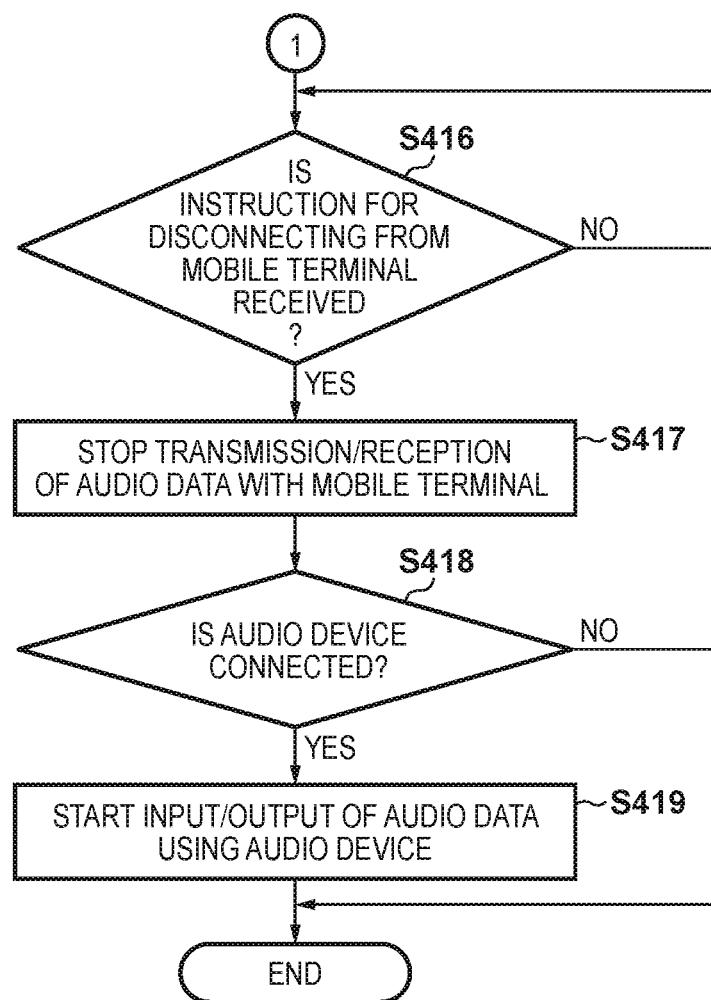 1
S416
IS
INSTRUCTION FOR
DISCONNECTING FROM
MOBILE TERMINAL
RECEIVED
?
NO
YES
STOP TRANSMISSION/RECEPTION
OF AUDIO DATA WITH MOBILE TERMINAL
S417
S418
IS AUDIO DEVICE
CONNECTED?
NO
YES
START INPUT/OUTPUT OF AUDIO DATA
USING AUDIO DEVICE
S419
END